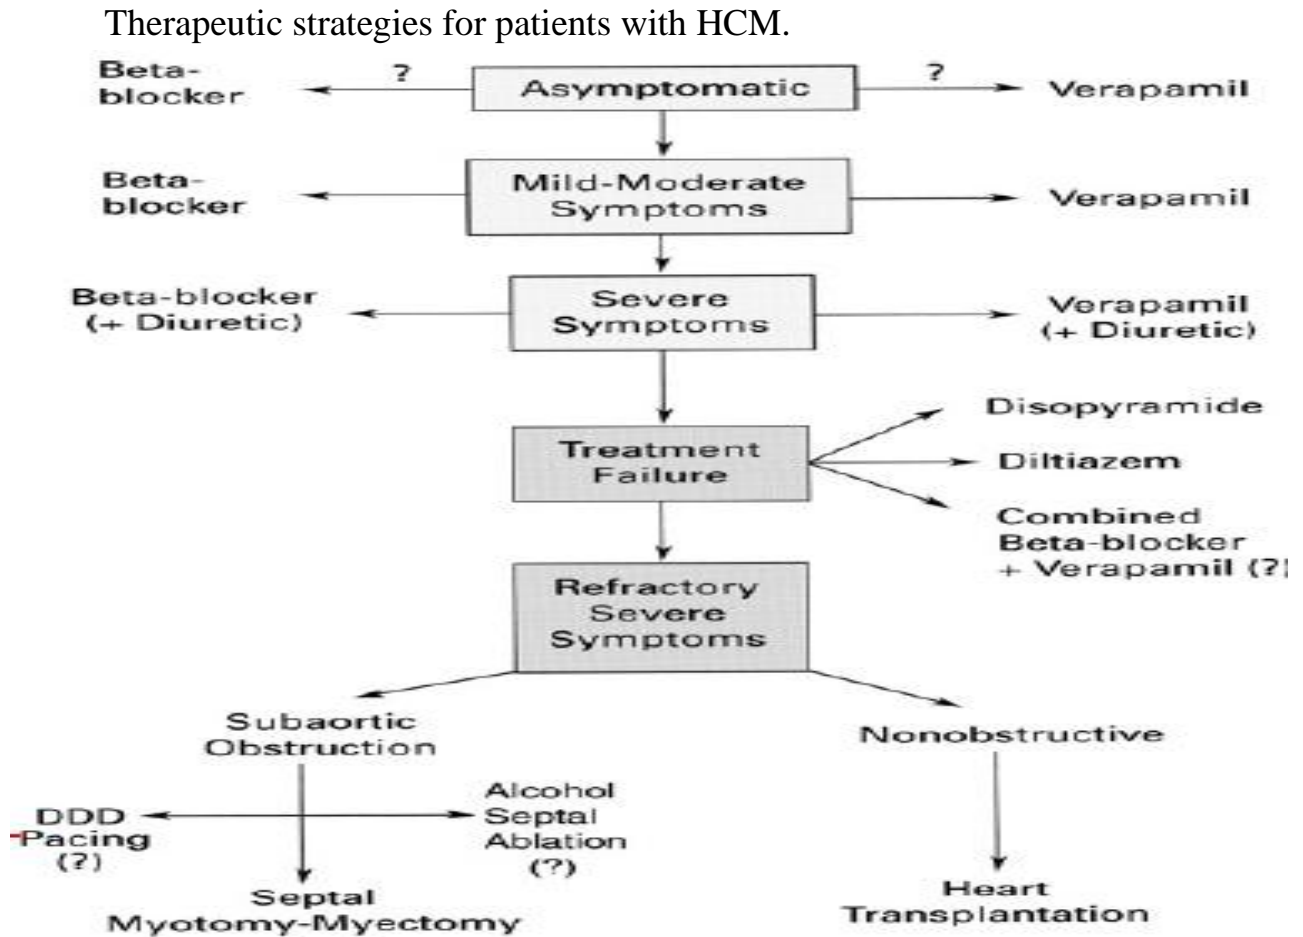 Therapeutic strategies for patients with HCM.
Beta-
blocker
?
Asymptomatic
?
Verapamil
Beta-
blocker
Mild-Moderate
Symptoms
Verapamil
Beta-blocker
(+ Diuretic)
Severe
Symptoms
Verapamil
(+ Diuretic)
Treatment
Failure
Disopyramide
Diltiazem
Combined
Beta-blocker
+ Verapamil (?)
Refractory
Severe
Symptoms
Subaortic
Obstruction
Nonobstructive
DDD
Pacing
(?)
Alcohol
Septal
Ablation
(?)
Septal
Myotomy-Myectomy
Heart
Transplantation